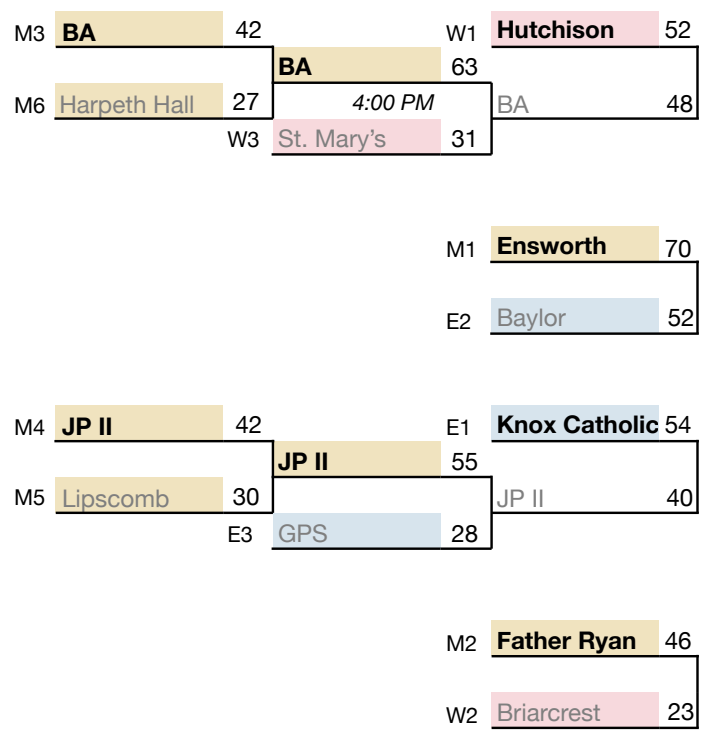 M3 BA 42
W1 Hutchison 52
BA 63
M6 Harpeth Hall 27
4:00 PM
BA 48
W3 St. Mary's 31
M1 Ensworth 70
E2 Baylor 52
M4 JP II 42
E1 Knox Catholic 54
JP II 55
M5 Lipscomb 30
JP II 40
E3 GPS 28
M2 Father Ryan 46
W2 Briarcrest 23